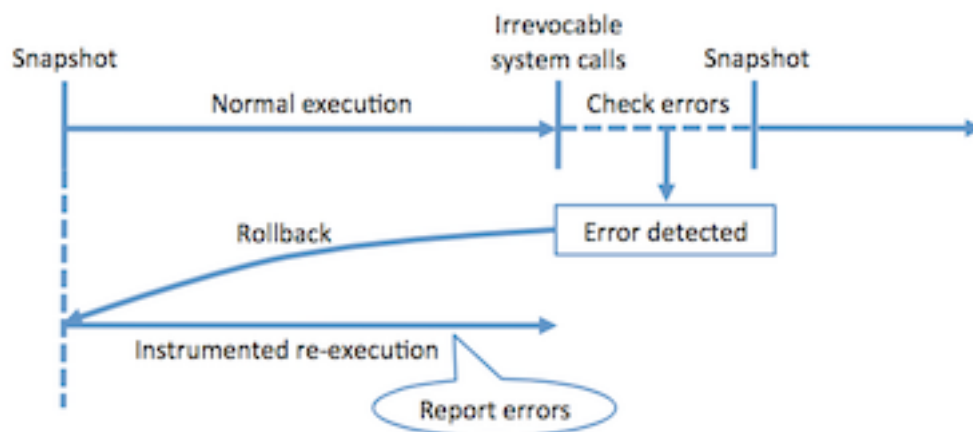 Snapshot
Irrevocable
system calls
Snapshot
Normal execution
Check errors
Error detected
Rollback
Instrumented re-execution
Report errors